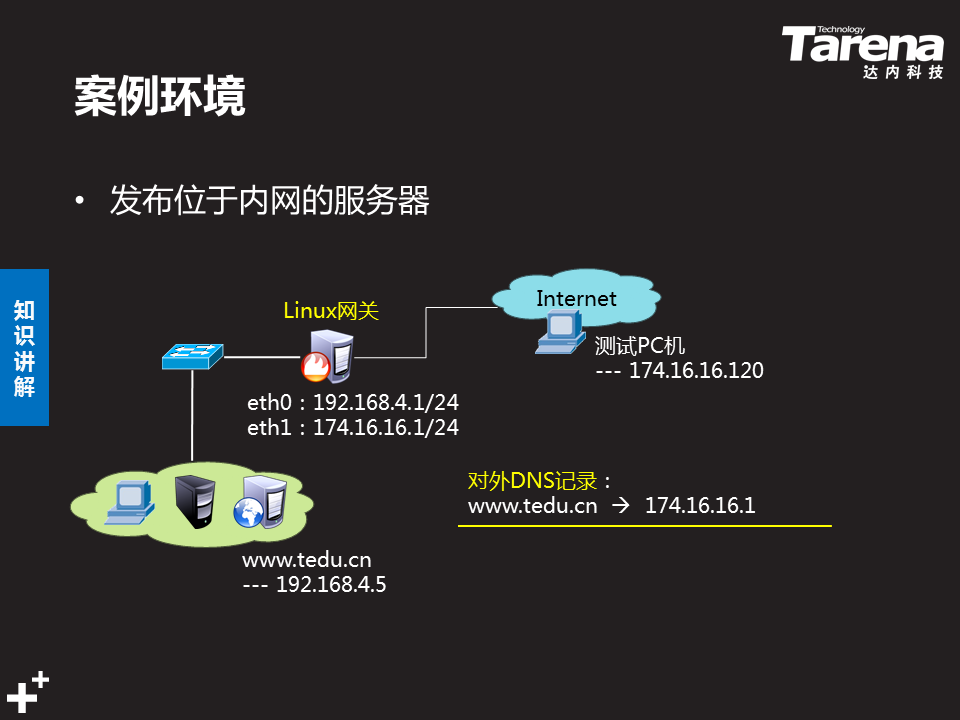 Technology
Tarena
达内科技
案例环境
• 发布位于内网的服务器
知识讲解
Linux网关
Internet
测试PC机
--- 174.16.16.120
eth0：192.168.4.1/24
eth1：174.16.16.1/24
对外DNS记录：
www.tedu.cn → 174.16.16.1
www.tedu.cn
--- 192.168.4.5